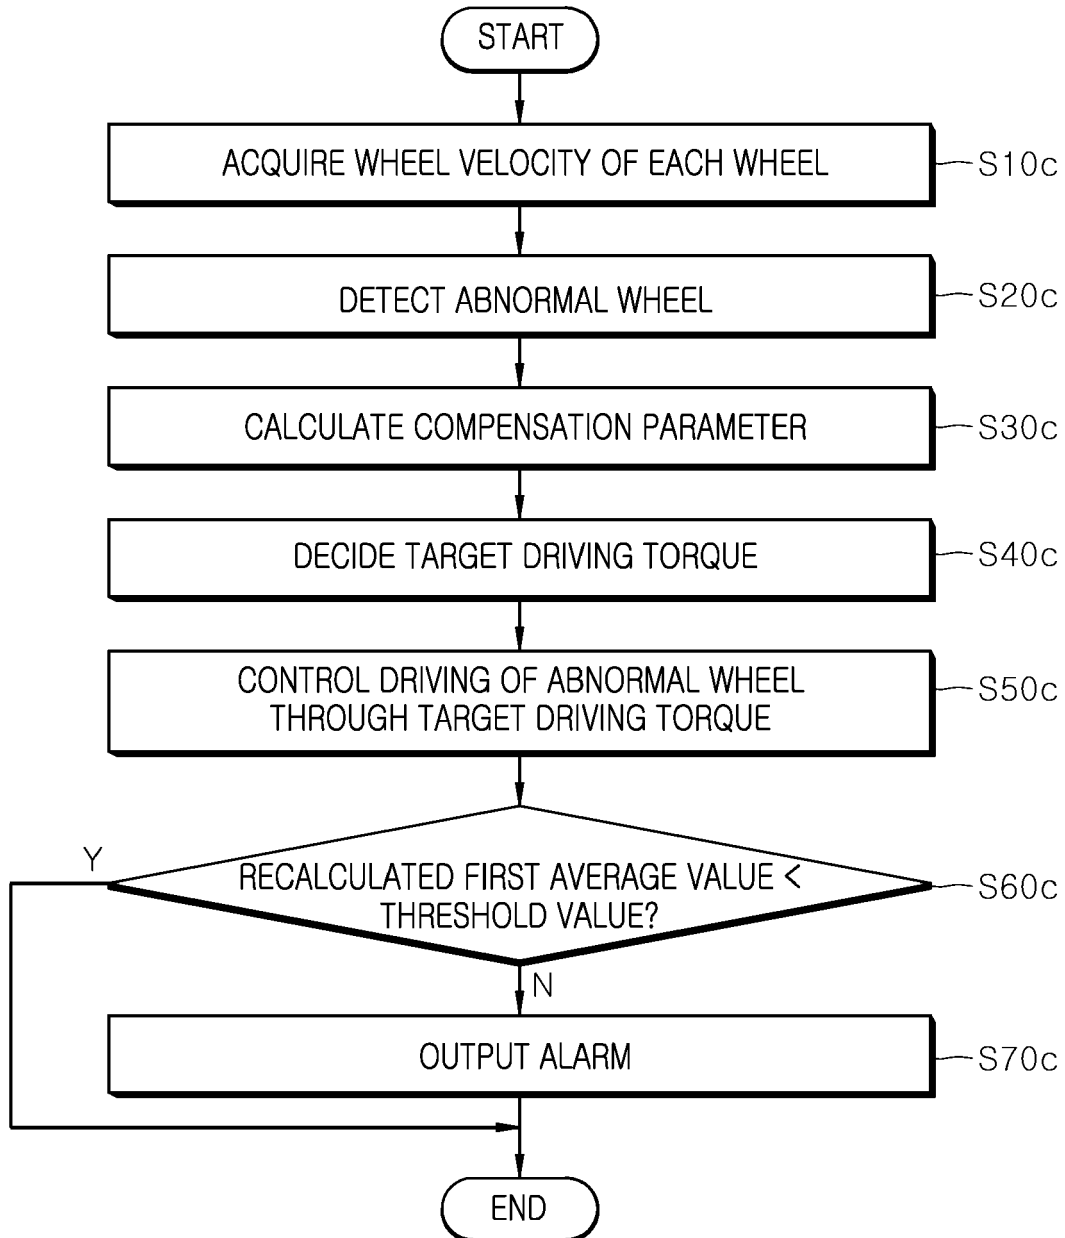 START
ACQUIRE WHEEL VELOCITY OF EACH WHEEL
S10c
DETECT ABNORMAL WHEEL
S20c
CALCULATE COMPENSATION PARAMETER
S30c
DECIDE TARGET DRIVING TORQUE
S40c
CONTROL DRIVING OF ABNORMAL WHEEL
THROUGH TARGET DRIVING TORQUE
S50c
Y
RECALCULATED FIRST AVERAGE VALUE <
THRESHOLD VALUE?
S60c
N
OUTPUT ALARM
S70c
END